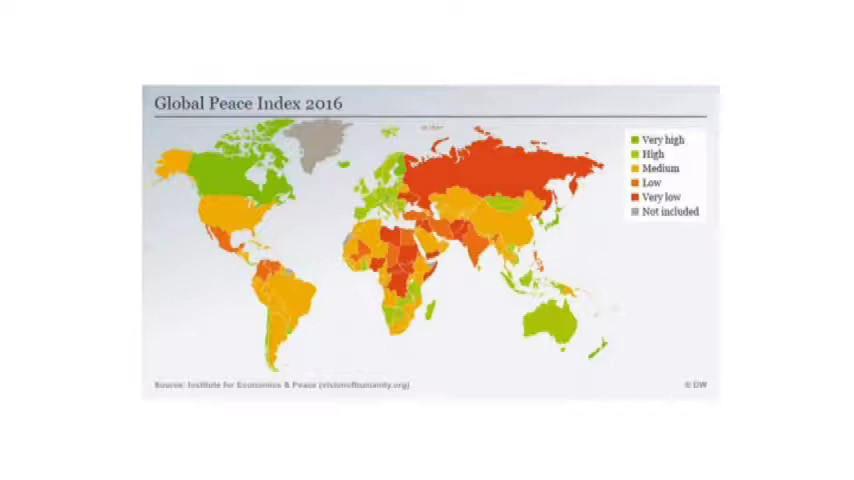 Global Peace Index 2016
Very high
High
Medium
Low
Very low
Not included
Source: Institute for Economics & Peace (visionofhumanity.org)
© DW